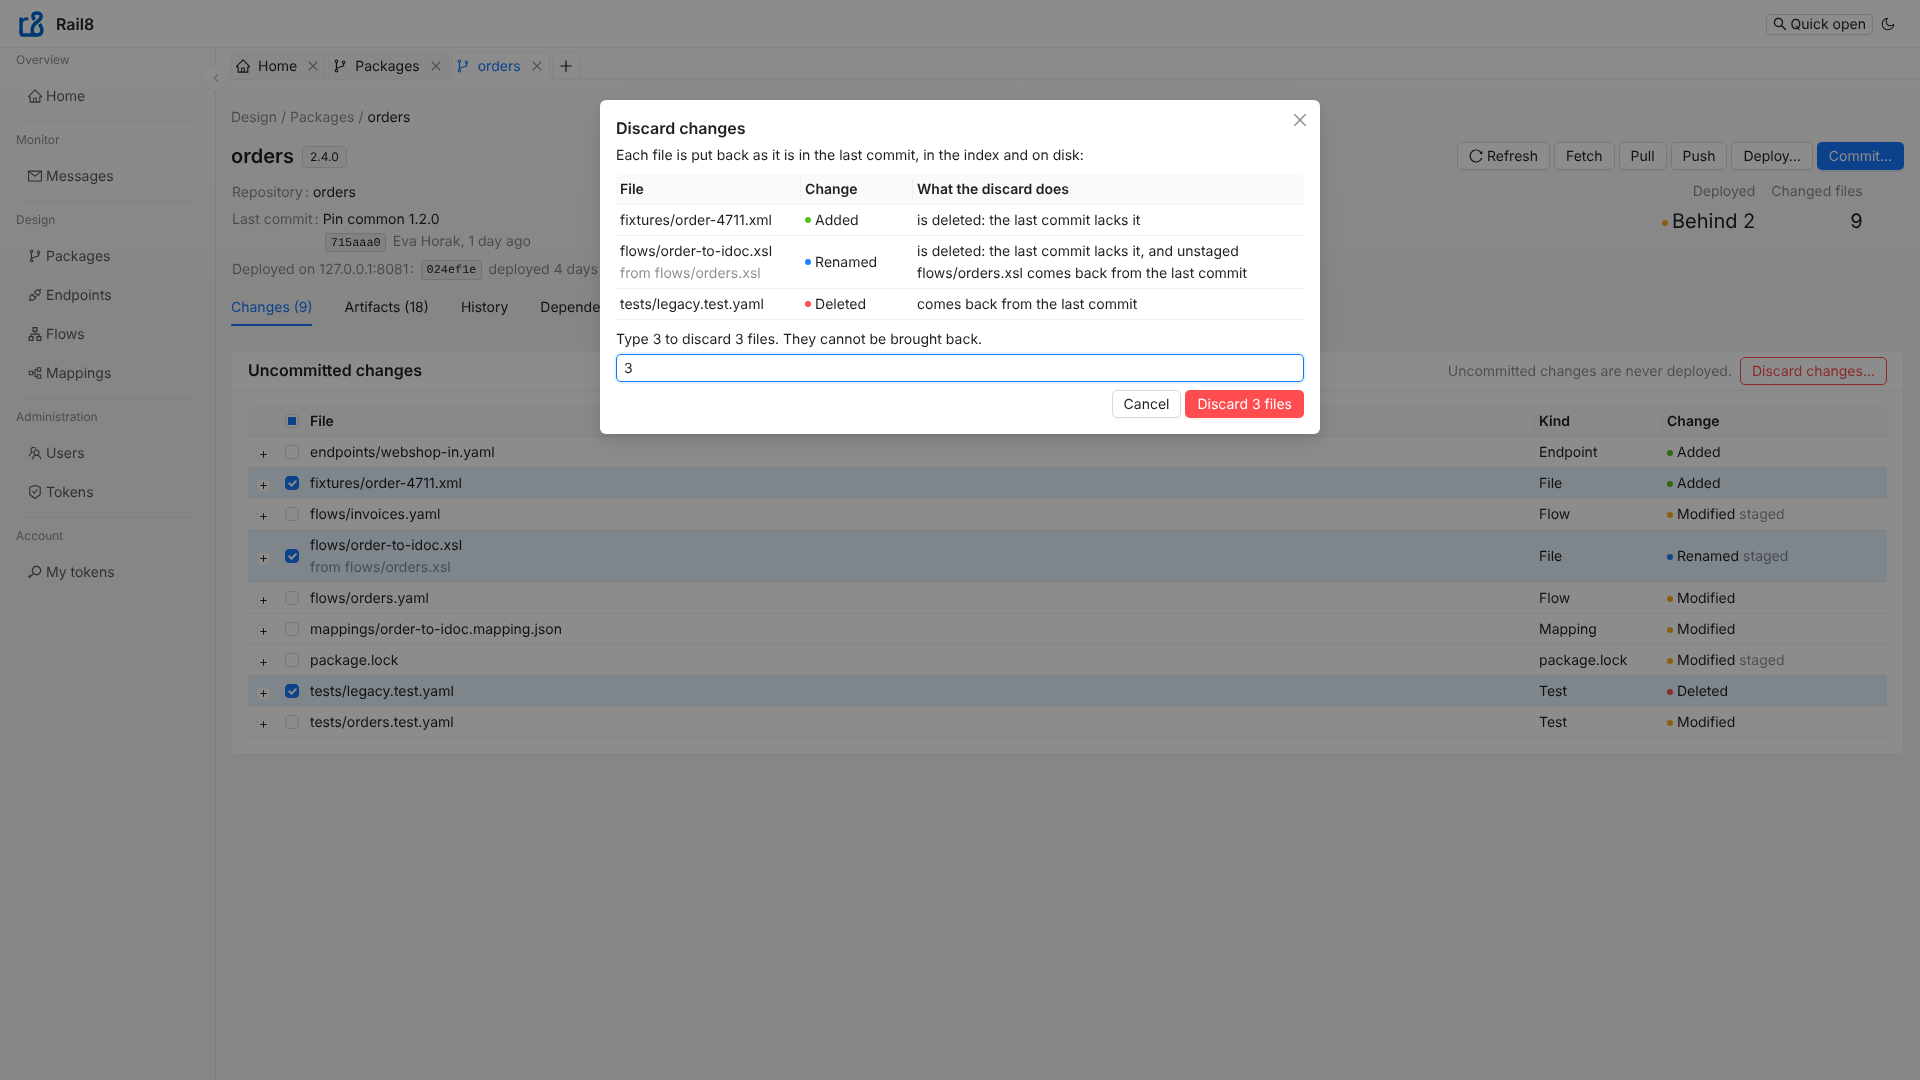 Rail8
Quick open
Overview
Home
Monitor
Messages
Design
Packages
Endpoints
Flows
Mappings
Administration
Users
Tokens
Account
My tokens
Home
Packages
orders
Design / Packages / orders
orders 2.4.0
Refresh
Fetch
Pull
Push
Deploy...
Commit...
Repository: orders
Last commit: Pin common 1.2.0
715aaa0 Eva Horak, 1 day ago
Deployed on 127.0.0.1:8081: 024ef1e deployed 4 days
Deployed
Behind 2
Changed files
9
Changes (9)
Artifacts (18)
History
Depende
Discard changes
Each file is put back as it is in the last commit, in the index and on disk:
File Change What the discard does
fixtures/order-4711.xml Added is deleted: the last commit lacks it
flows/order-to-idoc.xsl
from flows/orders.xsl
Renamed
is deleted: the last commit lacks it, and unstaged
flows/orders.xsl comes back from the last commit
tests/legacy.test.yaml Deleted comes back from the last commit
Type 3 to discard 3 files. They cannot be brought back.
3
Cancel
Discard 3 files
Uncommitted changes
Uncommitted changes are never deployed.
Discard changes...
File Kind Change
endpoints/webshop-in.yaml Endpoint Added
fixtures/order-4711.xml File Added
flows/invoices.yaml Flow Modified staged
flows/order-to-idoc.xsl
from flows/orders.xsl
File Renamed staged
flows/orders.yaml Flow Modified
mappings/order-to-idoc.mapping.json Mapping Modified
package.lock package.lock Modified staged
tests/legacy.test.yaml Test Deleted
tests/orders.test.yaml Test Modified